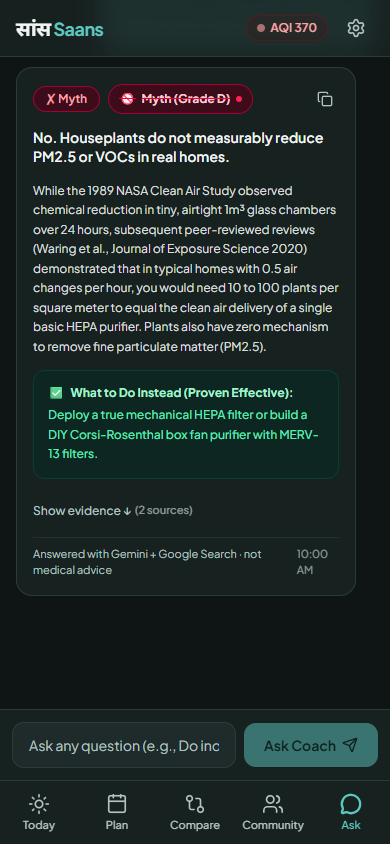 सांस Saans
AQI 370
✗ Myth
Myth (Grade D)
No. Houseplants do not measurably reduce
PM2.5 or VOCs in real homes.
While the 1989 NASA Clean Air Study observed
chemical reduction in tiny, airtight 1m³ glass chambers
over 24 hours, subsequent peer-reviewed reviews
(Waring et al., Journal of Exposure Science 2020)
demonstrated that in typical homes with 0.5 air
changes per hour, you would need 10 to 100 plants per
square meter to equal the clean air delivery of a single
basic HEPA purifier. Plants also have zero mechanism
to remove fine particulate matter (PM2.5).
✅ What to Do Instead (Proven Effective):
Deploy a true mechanical HEPA filter or build a
DIY Corsi-Rosenthal box fan purifier with MERV-
13 filters.
Show evidence ↓ (2 sources)
Answered with Gemini + Google Search · not
medical advice
10:00
AM
Ask any question (e.g., Do inc
Ask Coach
Today
Plan
Compare
Community
Ask